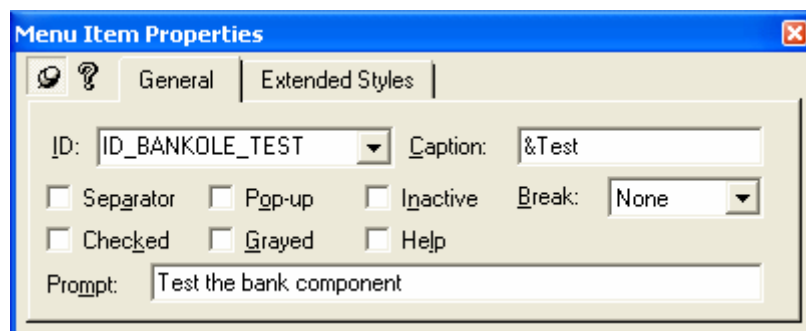 Menu Item Properties
General Extended Styles
ID: ID_BANKOLE_TEST Caption: &Test
Separator Pop-up Inactive Break: None
Checked Grayed Help
Prompt: Test the bank component